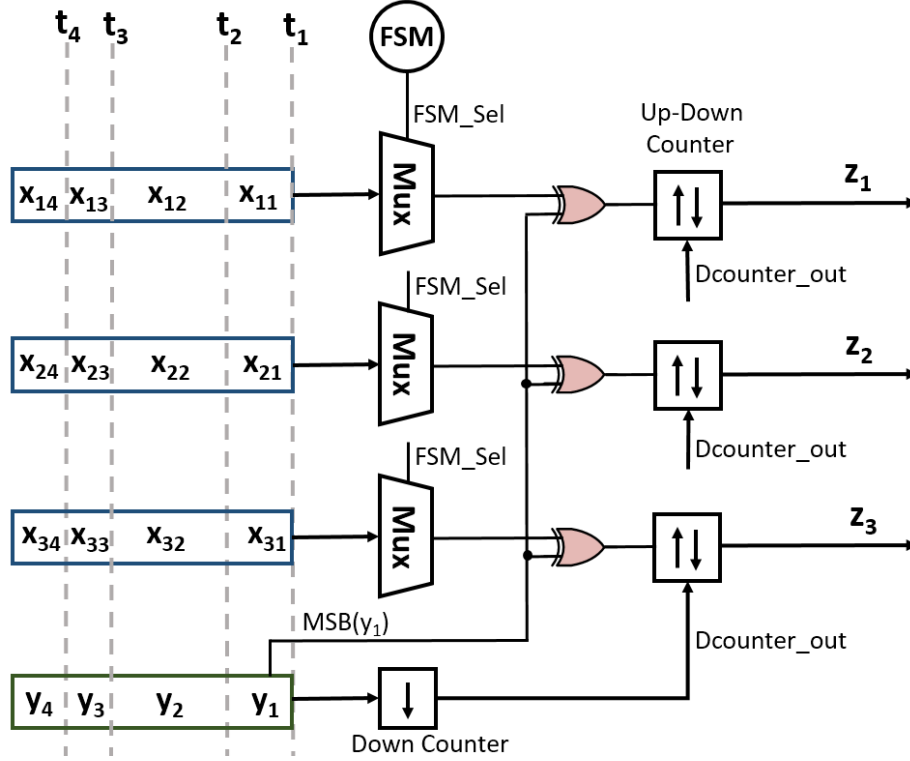 t4 t3 t2 t1
FSM
FSM_Sel
Up-Down
Counter
x14 x13 x12 x11
Mux
z1
Dcounter_out
FSM_Sel
x24 x23 x22 x21
Mux
z2
Dcounter_out
FSM_Sel
x34 x33 x32 x31
Mux
z3
MSB(y1)
Dcounter_out
y4 y3 y2 y1
Down Counter